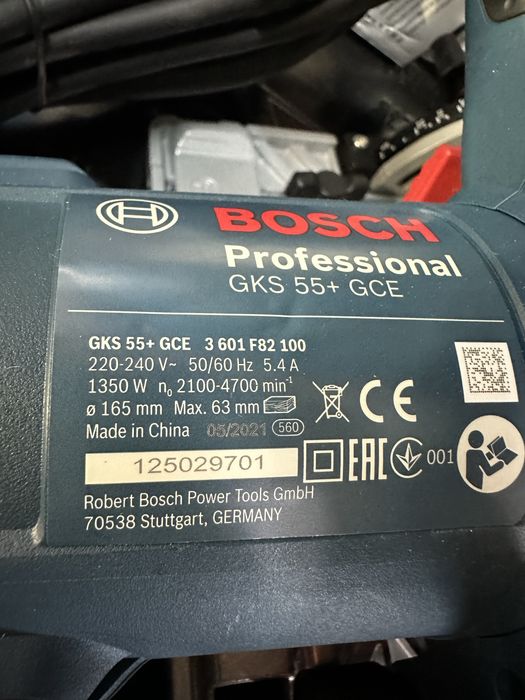 BOSCH
Professional
GKS 55+ GCE
GKS 55+ GCE 3 601 F82 100
220-240 V~ 50/60 Hz 5.4 A
1350 W n₀ 2100-4700 min⁻¹
ø 165 mm Max. 63 mm
Made in China 05/2021 560
125029701
CE
EAC 001
Robert Bosch Power Tools GmbH
70538 Stuttgart, GERMANY